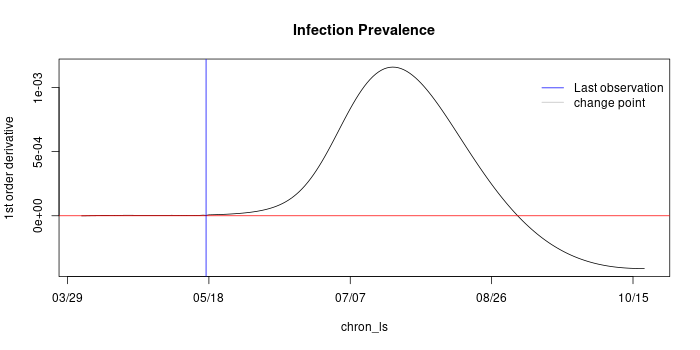 Infection Prevalence
1st order derivative
1e-03
5e-04
0e+00
Last observation
change point
03/29 05/18 07/07 08/26 10/15
chron_ls